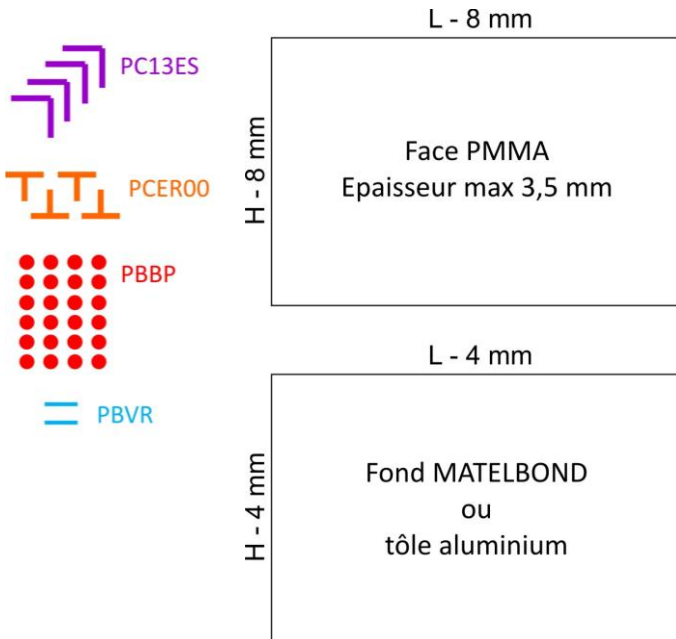 PC13ES
PCER00
PBBP
PBVR
L - 8 mm
H - 8 mm
Face PMMA
Epaisseur max 3,5 mm
L - 4 mm
H - 4 mm
Fond MATELBOND
ou
tôle aluminium